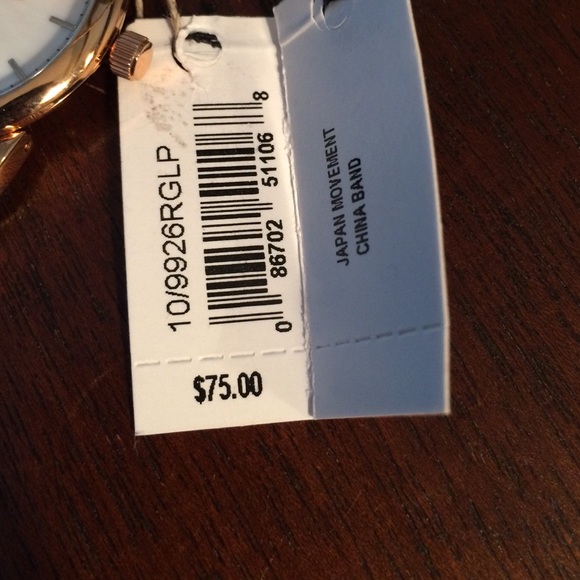 10/9926RGLP
0 86702 51106 8
$75.00
JAPAN MOVEMENT
CHINA BAND